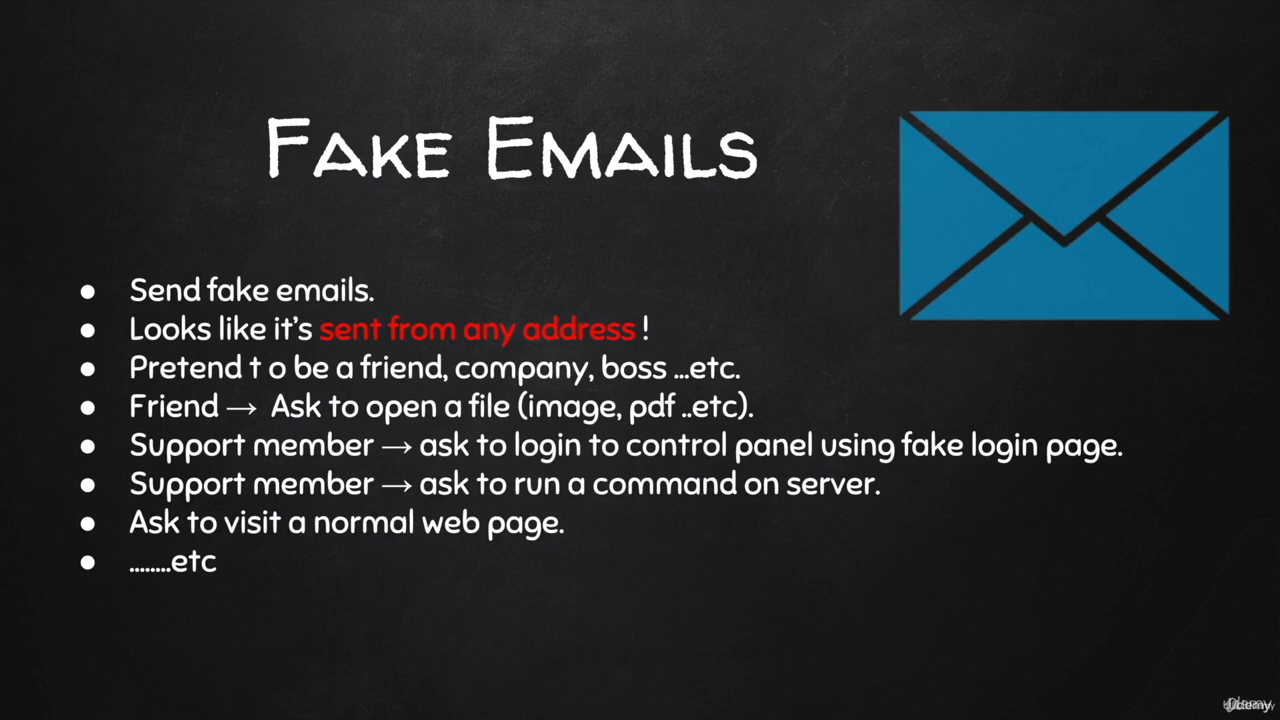 FAKE EMAILS
● Send fake emails.
● Looks like it's sent from any address !
● Pretend t o be a friend, company, boss ...etc.
● Friend → Ask to open a file (image, pdf ..etc).
● Support member → ask to login to control panel using fake login page.
● Support member → ask to run a command on server.
● Ask to visit a normal web page.
● ........etc
Udemy